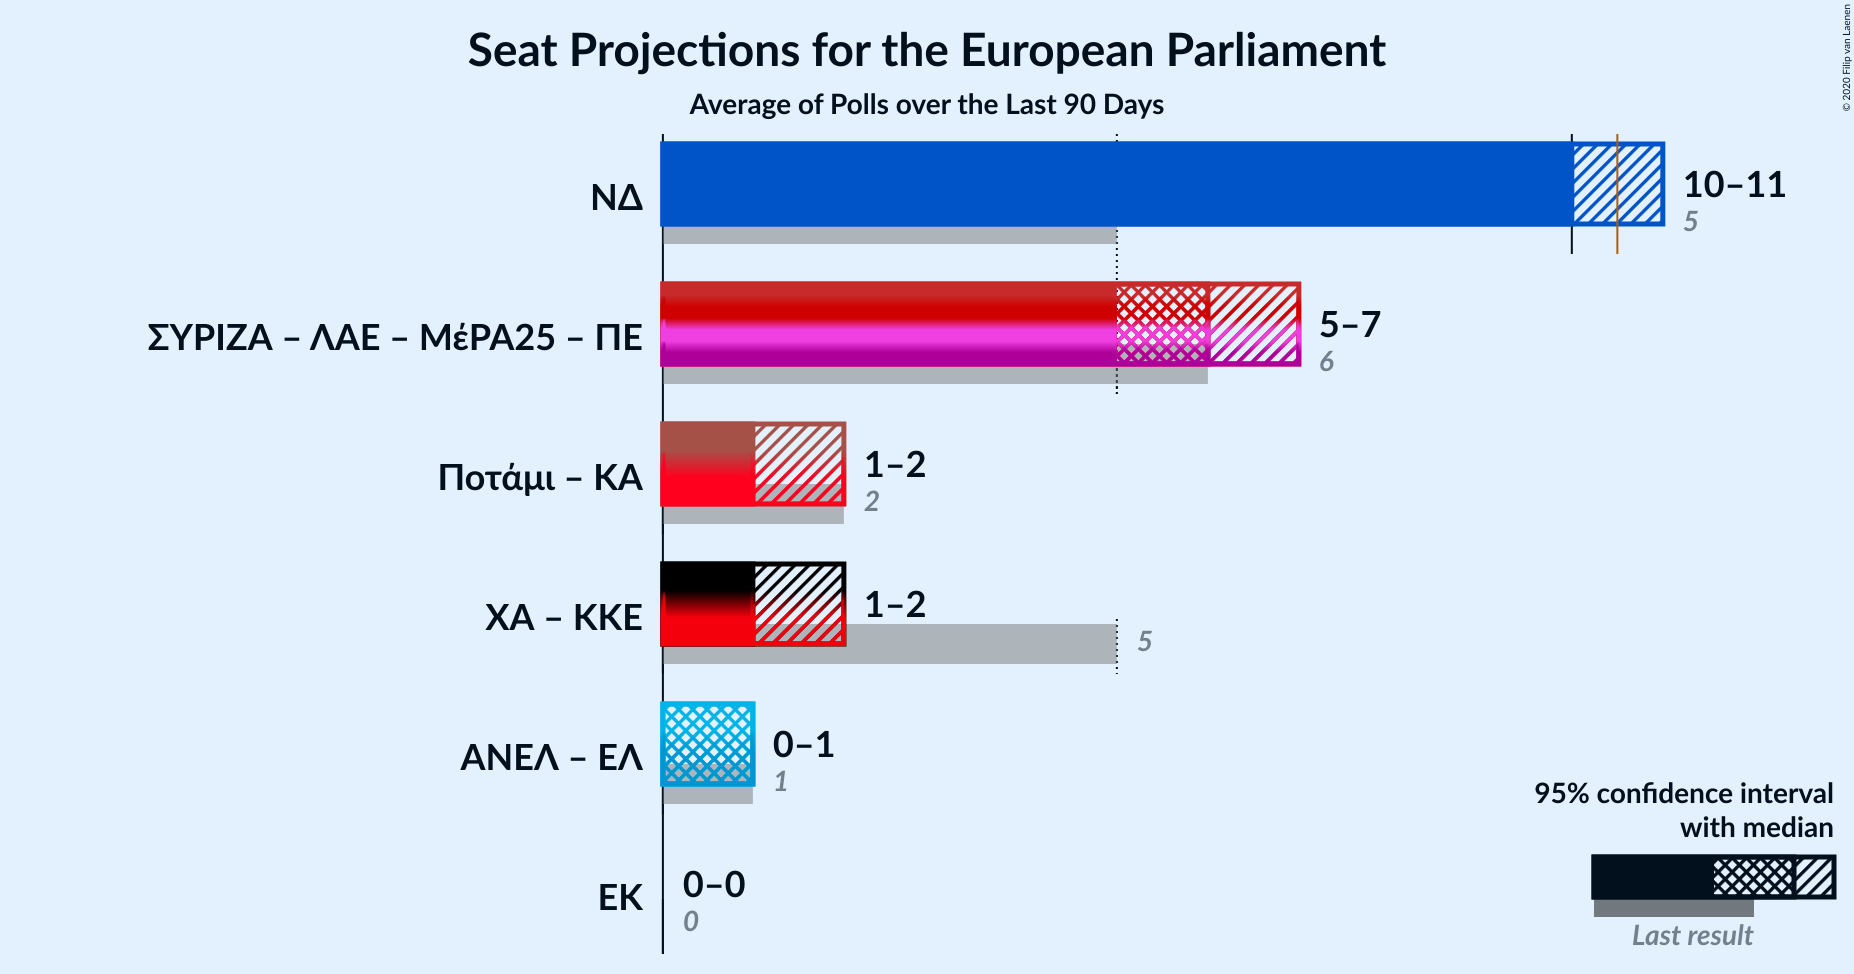 Seat Projections for the European Parliament
Average of Polls over the Last 90 Days
© 2020 Filip van Laenen
ΝΔ
10–11
5
ΣΥΡΙΖΑ – ΛΑΕ – ΜέΡΑ25 – ΠΕ
5–7
6
Ποτάμι – ΚΑ
1–2
2
ΧΑ – ΚΚΕ
1–2
5
ΑΝΕΛ – ΕΛ
0–1
1
ΕΚ
0–0
0
95% confidence interval
with median
Last result